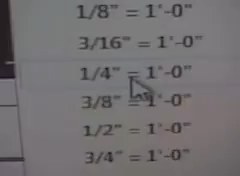 1/8" = 1'-0"
3/16" = 1'-0"
1/4" = 1'-0"
3/8" = 1'-0"
1/2" = 1'-0"
3/4" = 1'-0"